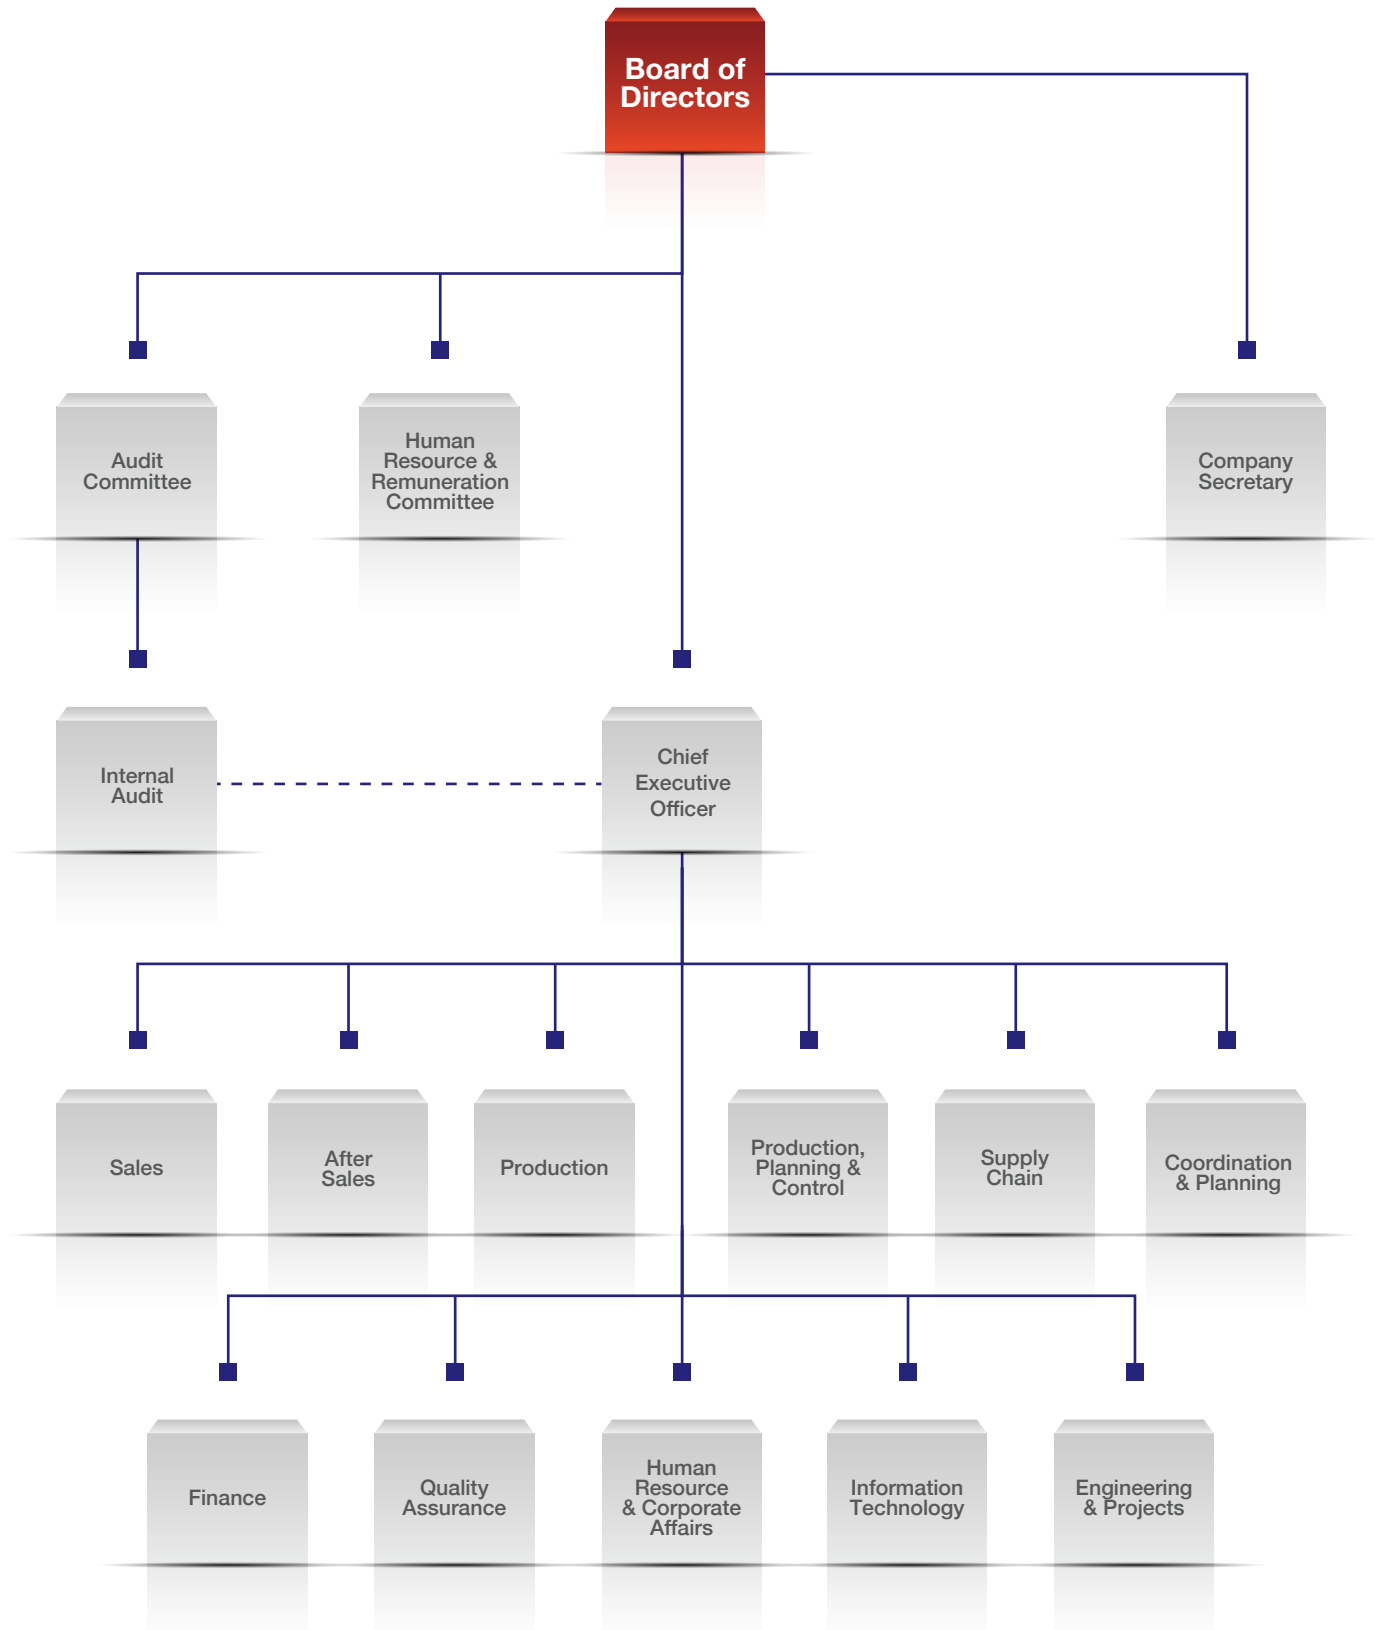 Board of
Directors
Audit
Committee
Human
Resource &
Remuneration
Committee
Company
Secretary
Internal
Audit
Chief
Executive
Officer
Sales
After
Sales
Production
Production,
Planning &
Control
Supply
Chain
Coordination
& Planning
Finance
Quality
Assurance
Human
Resource
& Corporate
Affairs
Information
Technology
Engineering
& Projects